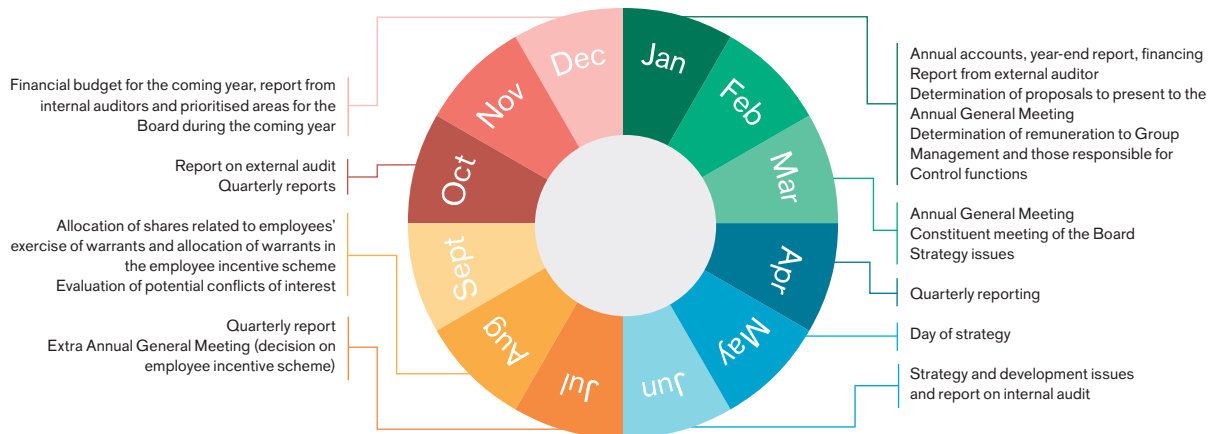 Jan
Feb
Mar
Apr
May
Jun
Jul
Aug
Sept
Oct
Nov
Dec
Annual accounts, year-end report, financing
Report from external auditor
Determination of proposals to present to the
Annual General Meeting
Determination of remuneration to Group
Management and those responsible for
Control functions
Annual General Meeting
Constituent meeting of the Board
Strategy issues
Quarterly reporting
Day of strategy
Strategy and development issues
and report on internal audit
Quarterly report
Extra Annual General Meeting (decision on
employee incentive scheme)
Allocation of shares related to employees’
exercise of warrants and allocation of warrants in
the employee incentive scheme
Evaluation of potential conflicts of interest
Report on external audit
Quarterly reports
Financial budget for the coming year, report from
internal auditors and prioritised areas for the
Board during the coming year